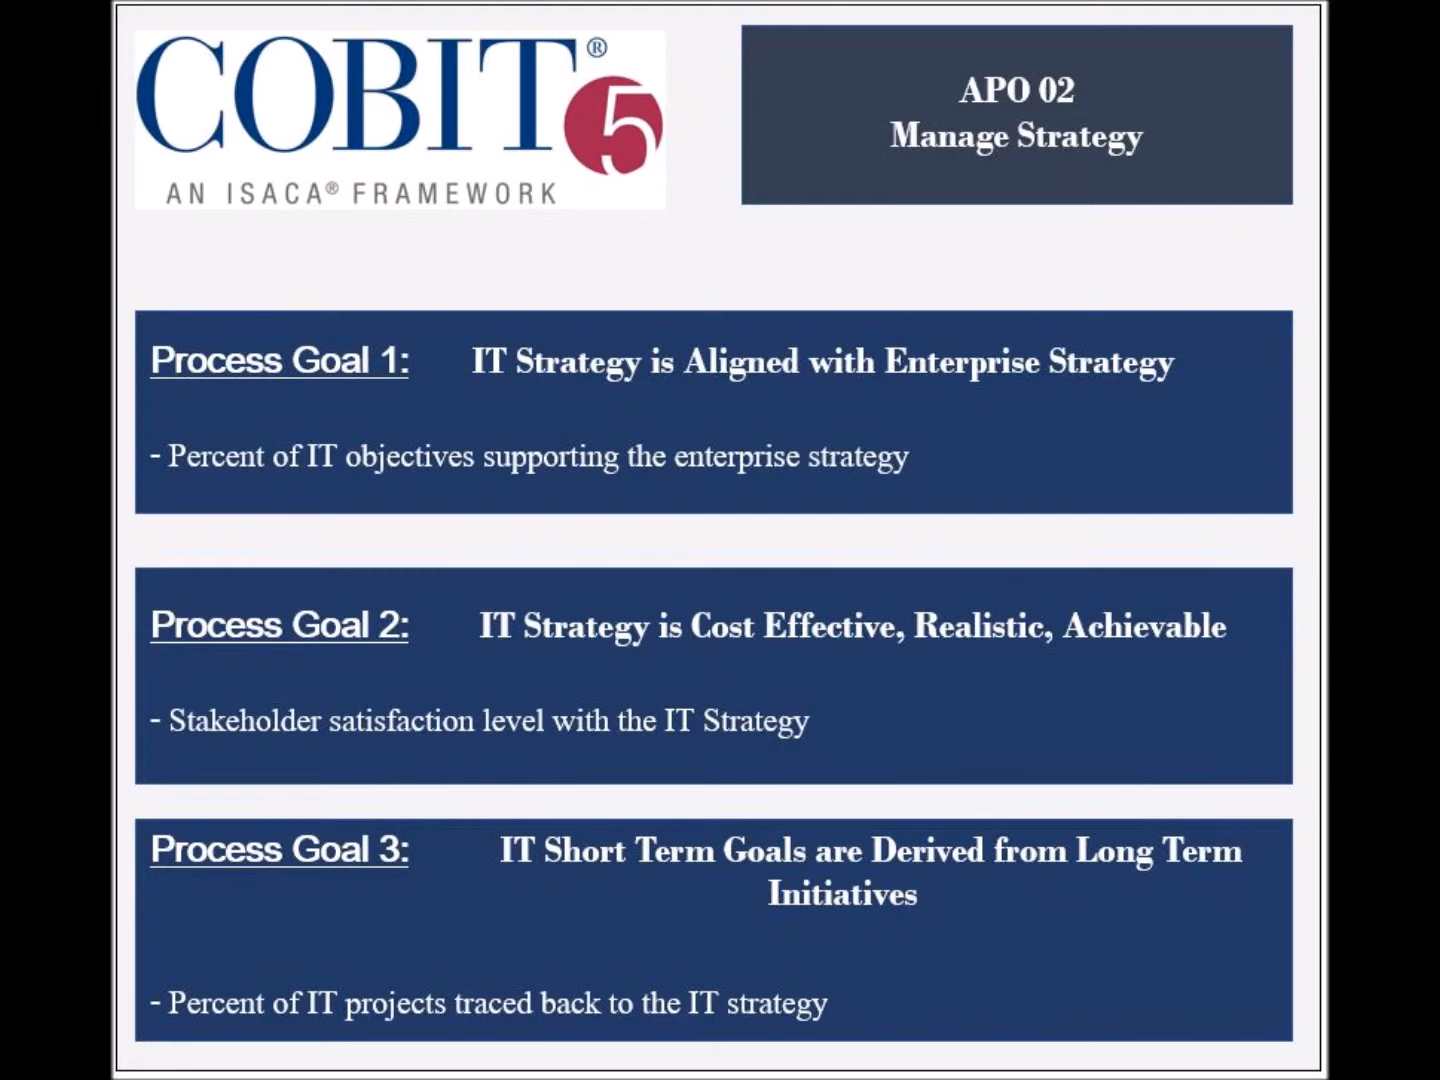 COBIT® 5
AN ISACA® FRAMEWORK
APO 02
Manage Strategy
Process Goal 1: IT Strategy is Aligned with Enterprise Strategy
- Percent of IT objectives supporting the enterprise strategy
Process Goal 2: IT Strategy is Cost Effective, Realistic, Achievable
- Stakeholder satisfaction level with the IT Strategy
Process Goal 3: IT Short Term Goals are Derived from Long Term
Initiatives
- Percent of IT projects traced back to the IT strategy